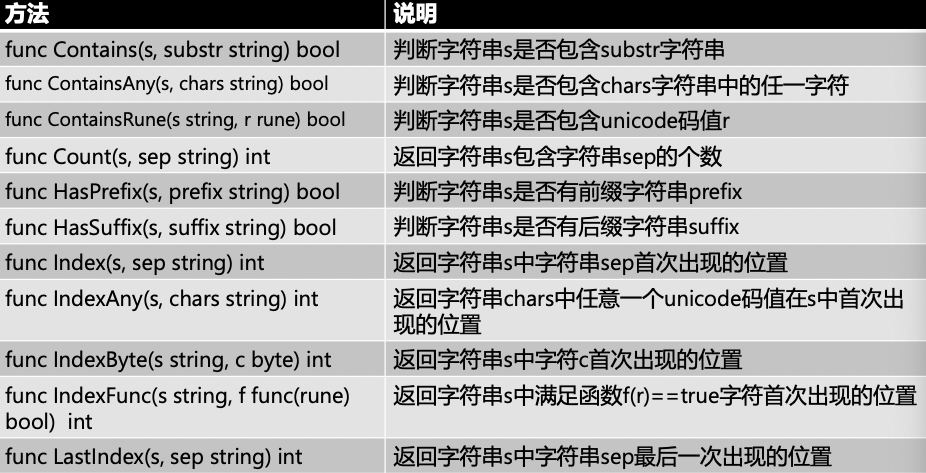 方法 说明
func Contains(s, substr string) bool 判断字符串s是否包含substr字符串
func ContainsAny(s, chars string) bool 判断字符串s是否包含chars字符串中的任一字符
func ContainsRune(s string, r rune) bool 判断字符串s是否包含unicode码值r
func Count(s, sep string) int 返回字符串s包含字符串sep的个数
func HasPrefix(s, prefix string) bool 判断字符串s是否有前缀字符串prefix
func HasSuffix(s, suffix string) bool 判断字符串s是否有后缀字符串suffix
func Index(s, sep string) int 返回字符串s中字符串sep首次出现的位置
func IndexAny(s, chars string) int 返回字符串chars中任意一个unicode码值在s中首次出
现的位置
func IndexByte(s string, c byte) int 返回字符串s中字符c首次出现的位置
func IndexFunc(s string, f func(rune) 返回字符串s中满足函数f(r)==true字符首次出现的位置
bool) int
func LastIndex(s, sep string) int 返回字符串s中字符串sep最后一次出现的位置